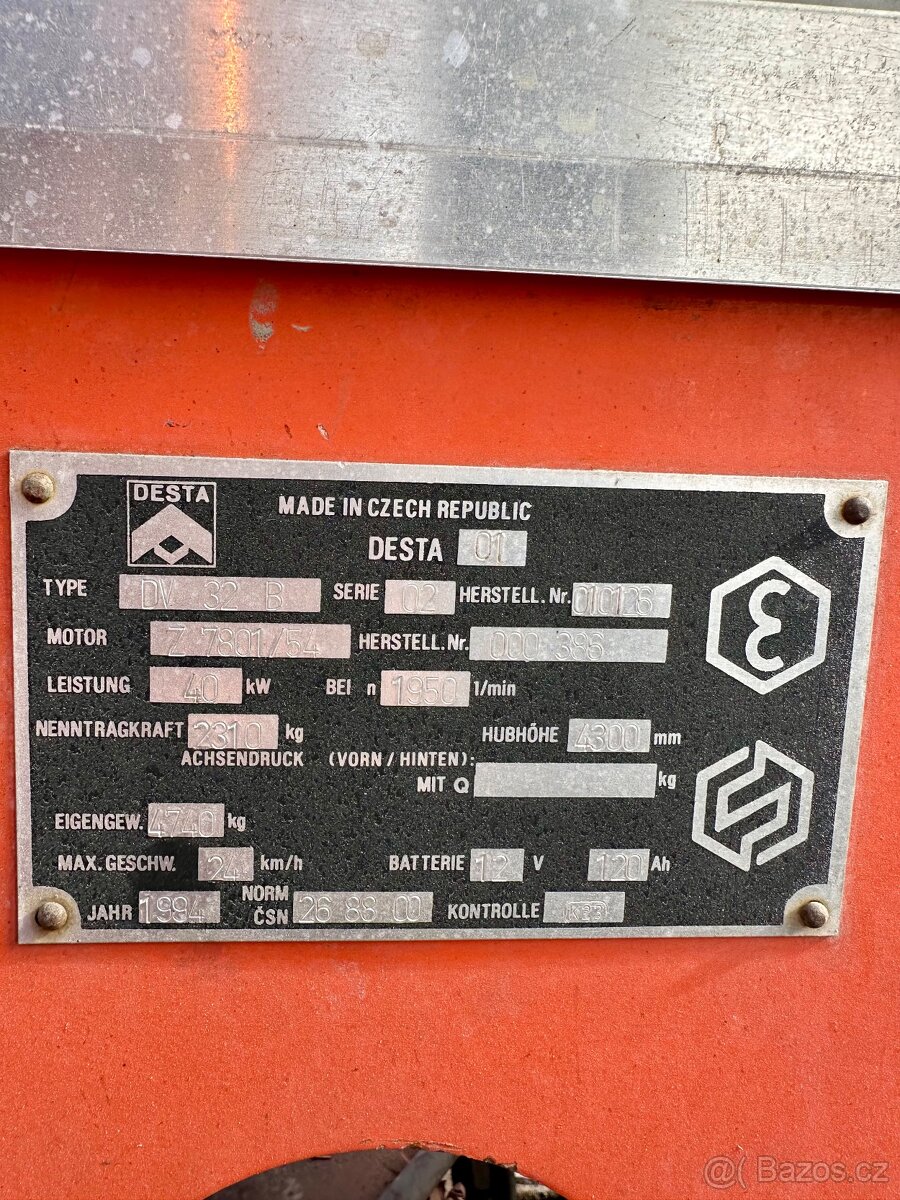 DESTA
MADE IN CZECH REPUBLIC
DESTA 01
TYPE DV 32 B SERIE 02 HERSTELL. Nr. 010126
MOTOR Z 7801/54 HERSTELL.Nr. 000 386
LEISTUNG 40 kW BEI n 1950 1/min
NENNTRAGKRAFT 2310 kg HUBHÖHE 4300 mm
ACHSENDRUCK (VORN / HINTEN):
MIT Q kg
EIGENGEW. 4740 kg
MAX. GESCHW. 24 km/h BATTERIE 12 V 120 Ah
JAHR 1994 NORM ČSN 26 88 00 KONTROLLE
Bazos.cz